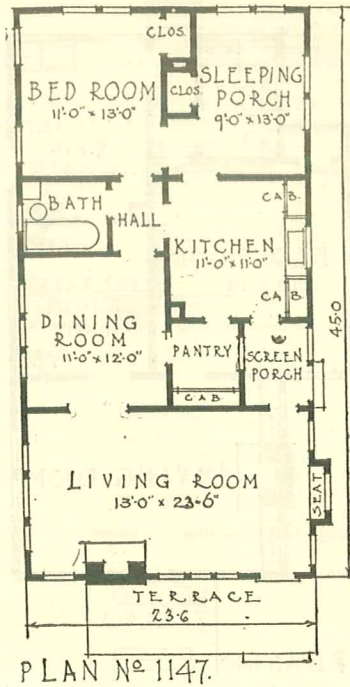 CLOS.
BED ROOM
11'-0" x 13'-0"
CLOS.
SLEEPING
PORCH
9'-0" x 13'-0"
BATH
HALL
CAB.
KITCHEN
11'-0" x 11'-0"
CAB.
DINING
ROOM
11'-0" x 12'-0"
PANTRY
CAB
SCREEN
PORCH
45-0
LIVING ROOM
13'-0" x 23'-6"
SEAT
TERRACE
23-6
PLAN Nº 1147.